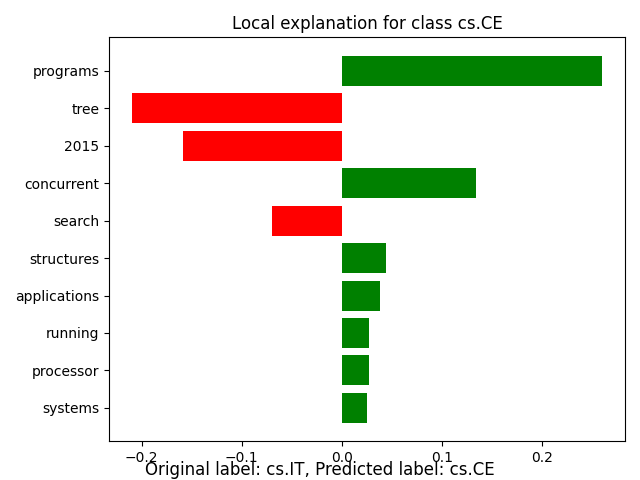 Local explanation for class cs.CE
programs
tree
2015
concurrent
search
structures
applications
running
processor
systems
−0.2 −0.1 0.0 0.1 0.2
Original label: cs.IT, Predicted label: cs.CE